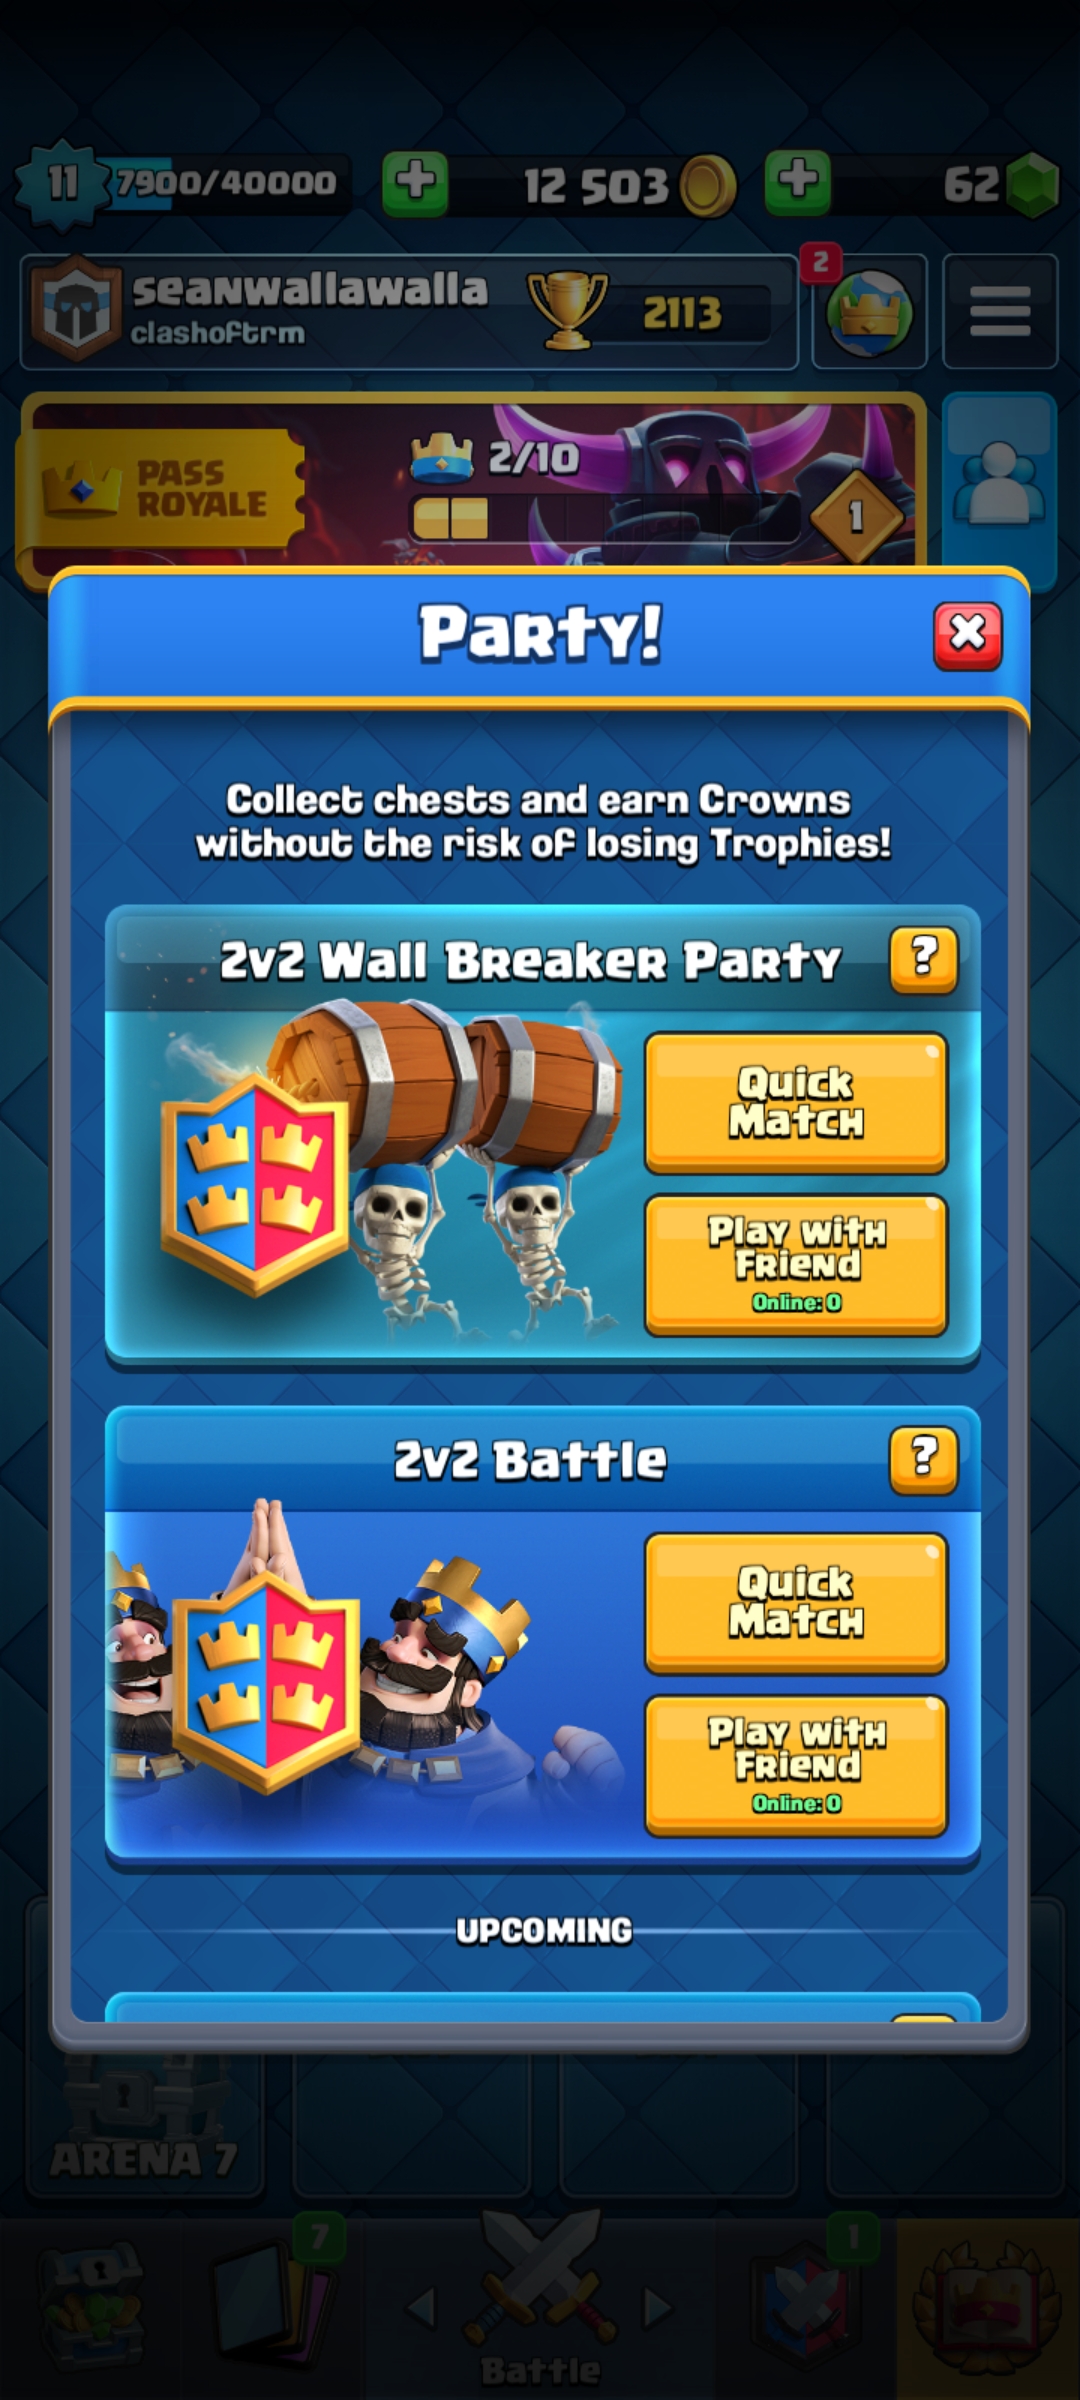 11
7900/40000
12 503
62
seanwallawalla
clashoftrm
2113
2
PASS
ROYALE
2/10
1
Party!
Collect chests and earn Crowns
without the risk of losing Trophies!
2v2 Wall Breaker Party
?
Quick
Match
Play with
Friend
Online: 0
2v2 Battle
?
Quick
Match
Play with
Friend
Online: 0
UPCOMING
ARENA 7
7
1
Battle